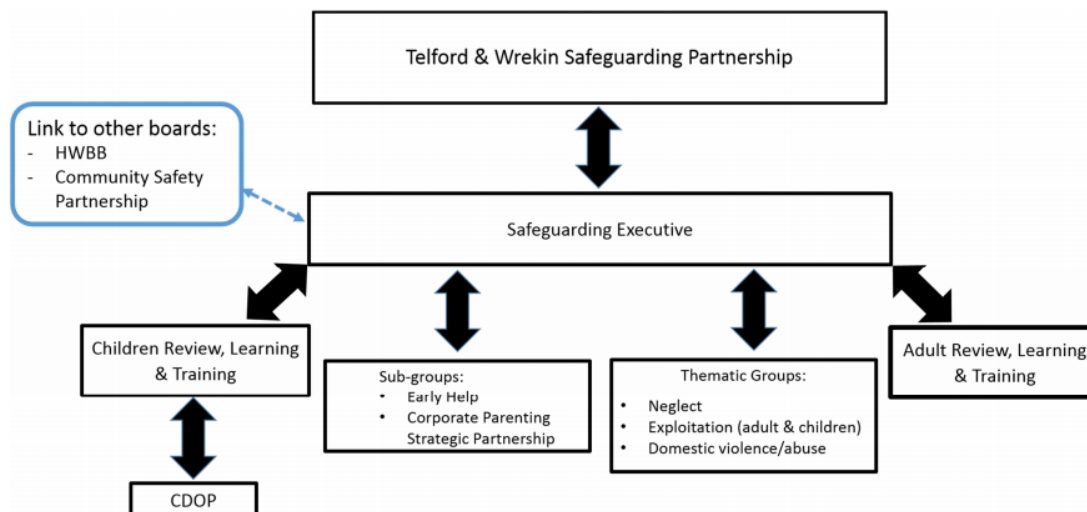 Telford & Wrekin Safeguarding Partnership
Link to other boards:
- HWBB
- Community Safety
Partnership
Safeguarding Executive
Children Review, Learning
& Training
Sub-groups:
• Early Help
• Corporate Parenting
Strategic Partnership
Thematic Groups:
• Neglect
• Exploitation (adult & children)
• Domestic violence/abuse
Adult Review, Learning
& Training
CDOP